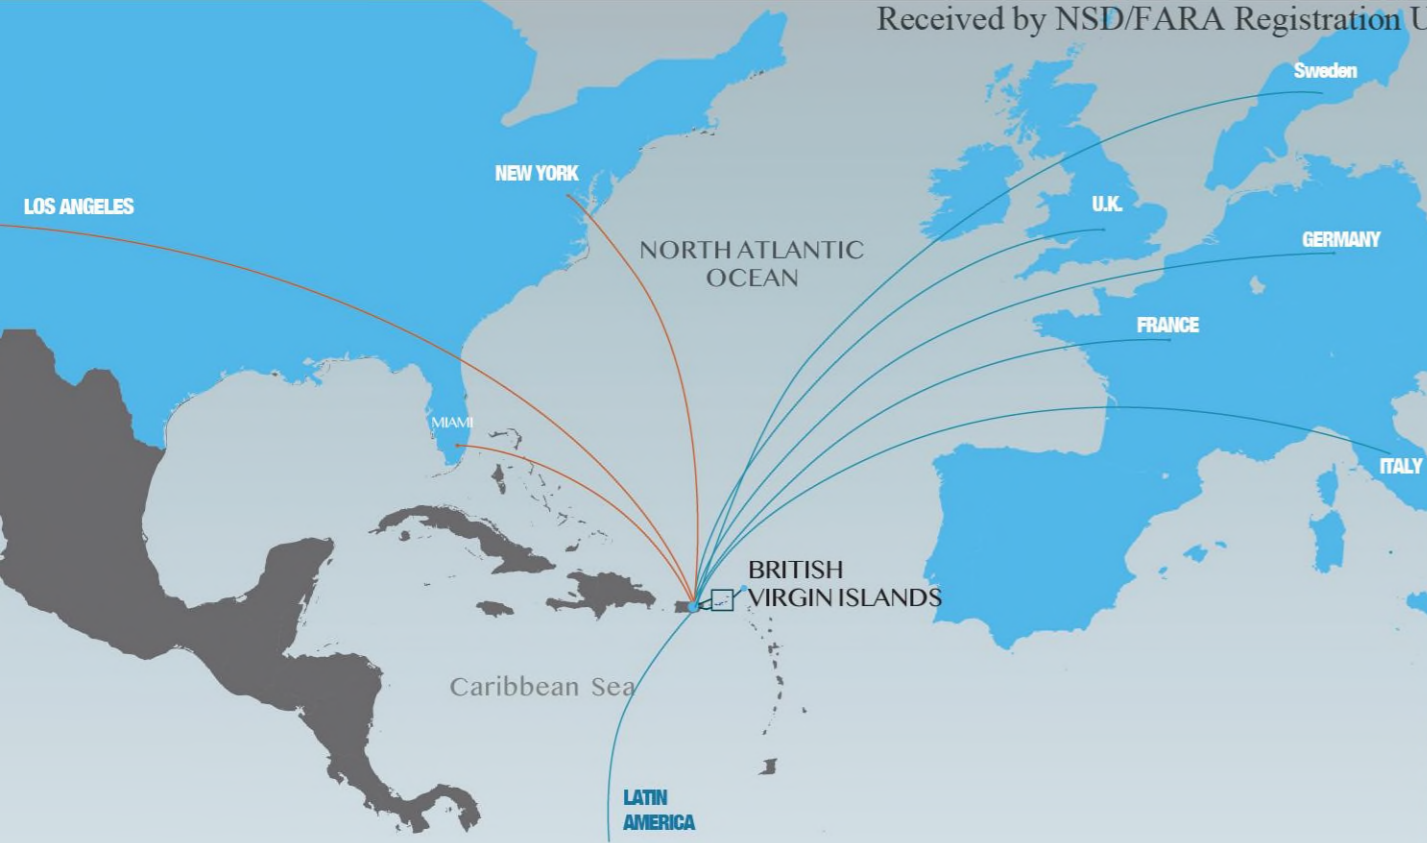 Received by NSD/FARA Registration U
Sweden
NEW YORK
LOS ANGELES
U.K.
NORTH ATLANTIC
OCEAN
GERMANY
FRANCE
MIAMI
ITALY
BRITISH
VIRGIN ISLANDS
Caribbean Sea
LATIN
AMERICA